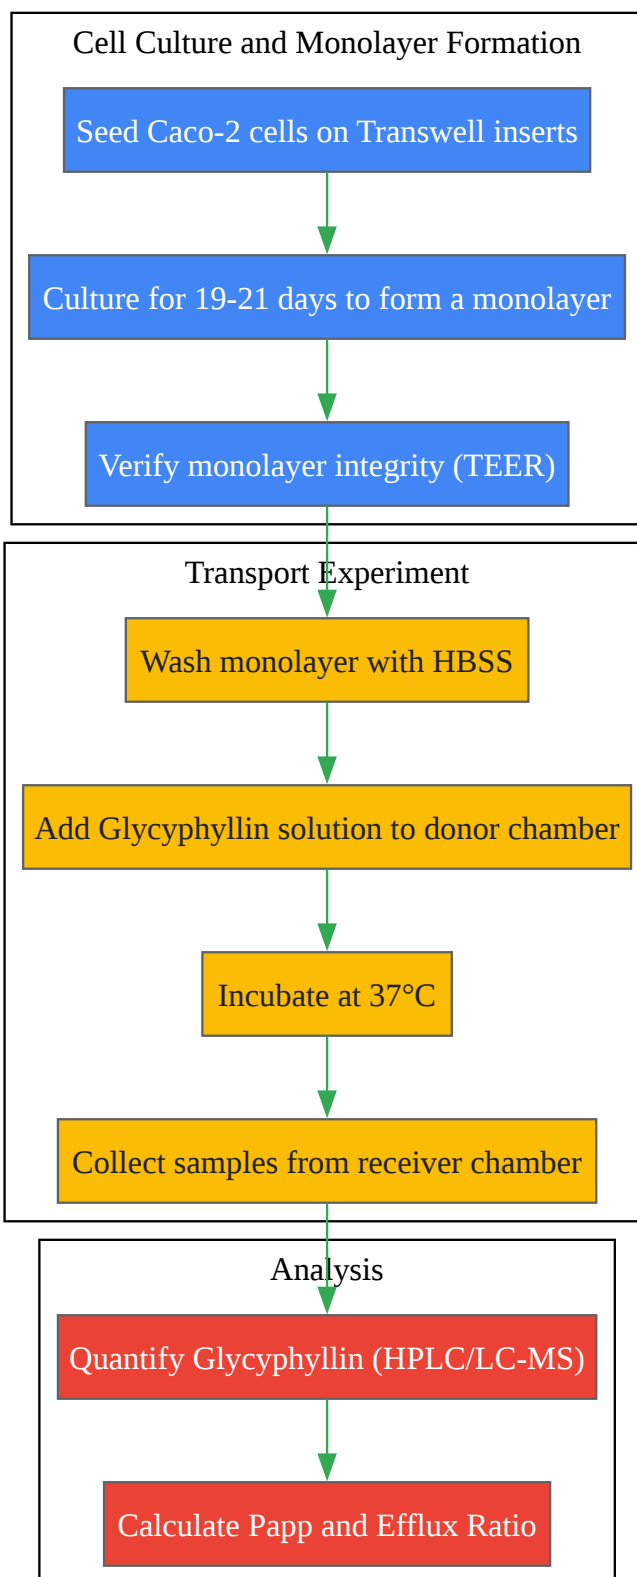 Cell Culture and Monolayer Formation
Seed Caco-2 cells on Transwell inserts
Culture for 19-21 days to form a monolayer
Verify monolayer integrity (TEER)
Transport Experiment
Wash monolayer with HBSS
Add Glycyphyllin solution to donor chamber
Incubate at 37°C
Collect samples from receiver chamber
Analysis
Quantify Glycyphyllin (HPLC/LC-MS)
Calculate Papp and Efflux Ratio